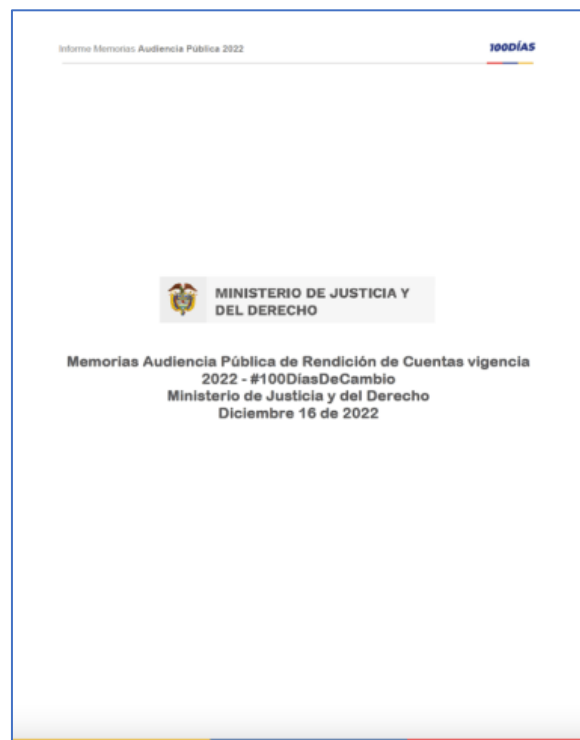 Informe Memorias Audiencia Pública 2022
100DÍAS
MINISTERIO DE JUSTICIA Y
DEL DERECHO
Memorias Audiencia Pública de Rendición de Cuentas vigencia
2022 - #100DíasDeCambio
Ministerio de Justicia y del Derecho
Diciembre 16 de 2022